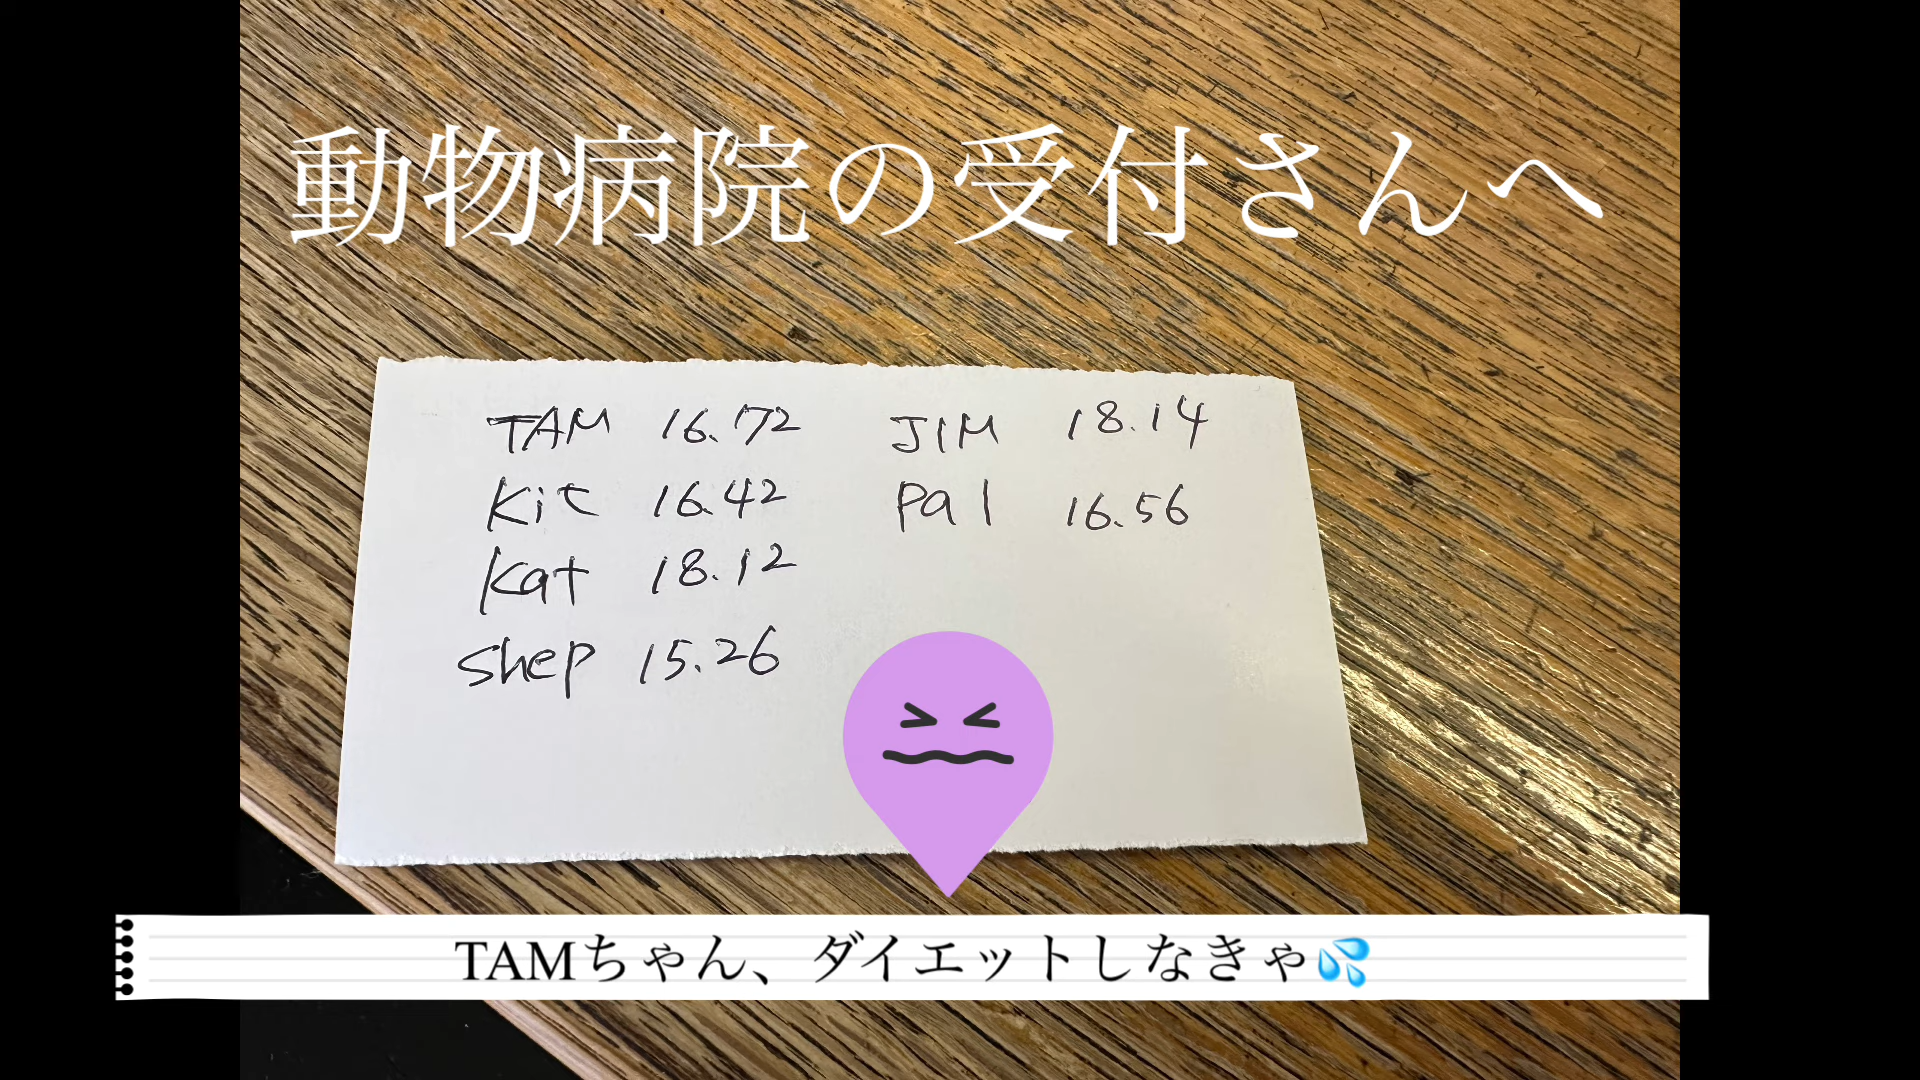 動物病院の受付さんへ
TAM 16.72
Kit 16.42
Kat 18.12
Shep 15.26
JIM 18.14
Pal 16.56
TAMちゃん、ダイエットしなきゃ💦